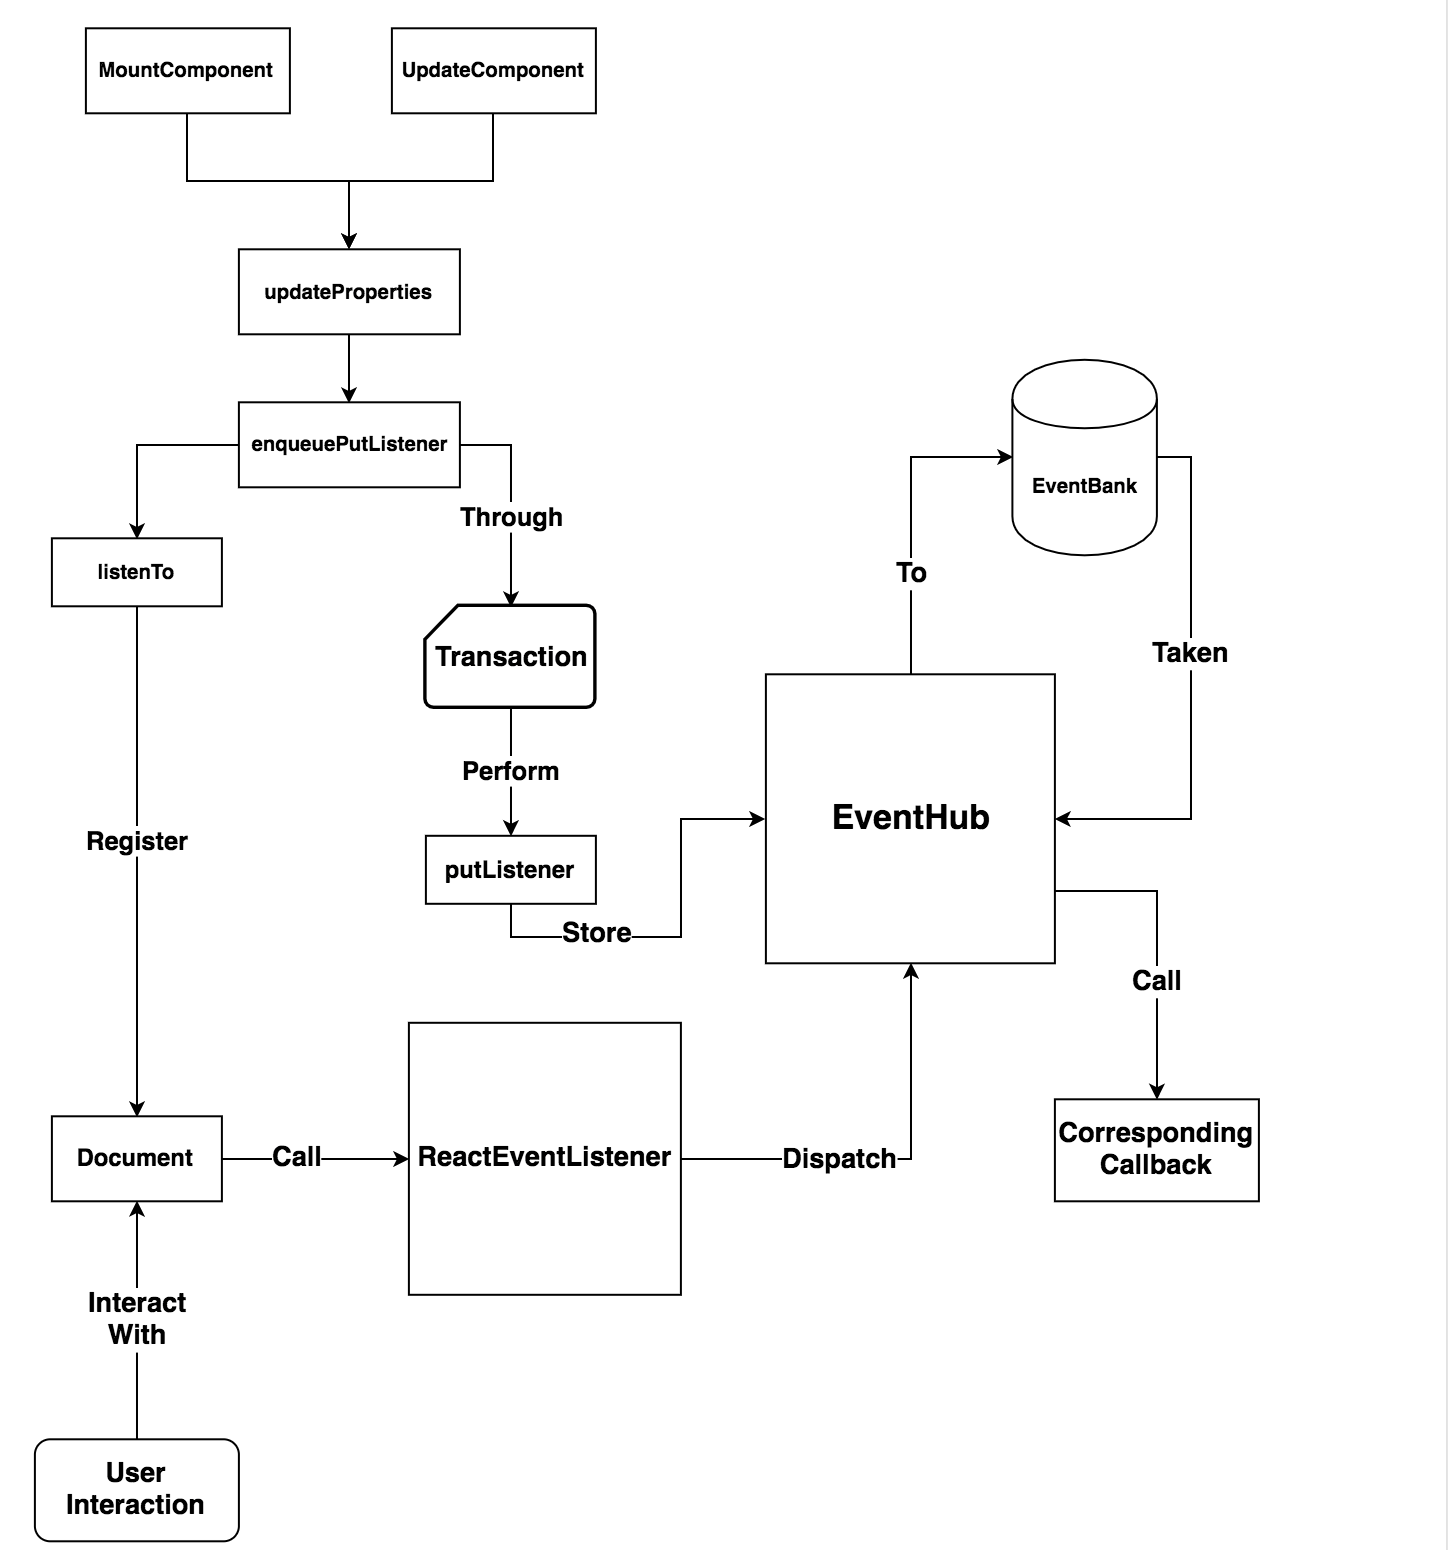 MountComponent
UpdateComponent
updateProperties
enqueuePutListener
Through
listenTo
Transaction
Perform
putListener
Store
Register
EventBank
To
Taken
EventHub
Call
Corresponding
Callback
Document
Call
ReactEventListener
Dispatch
Interact
With
User
Interaction